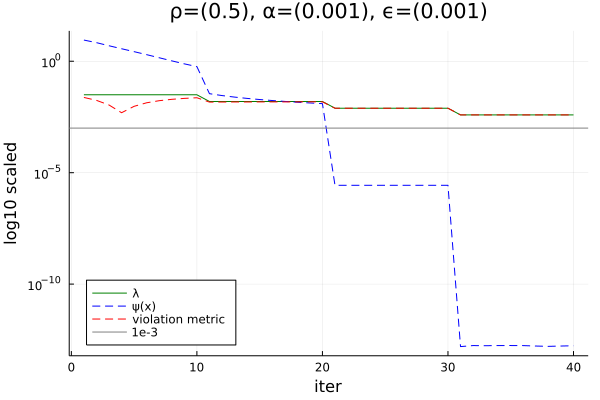 ρ=(0.5), α=(0.001), ϵ=(0.001)
log10 scaled
10^0
10^-5
10^-10
λ
ψ(x)
violation metric
1e-3
0 10 20 30 40
iter